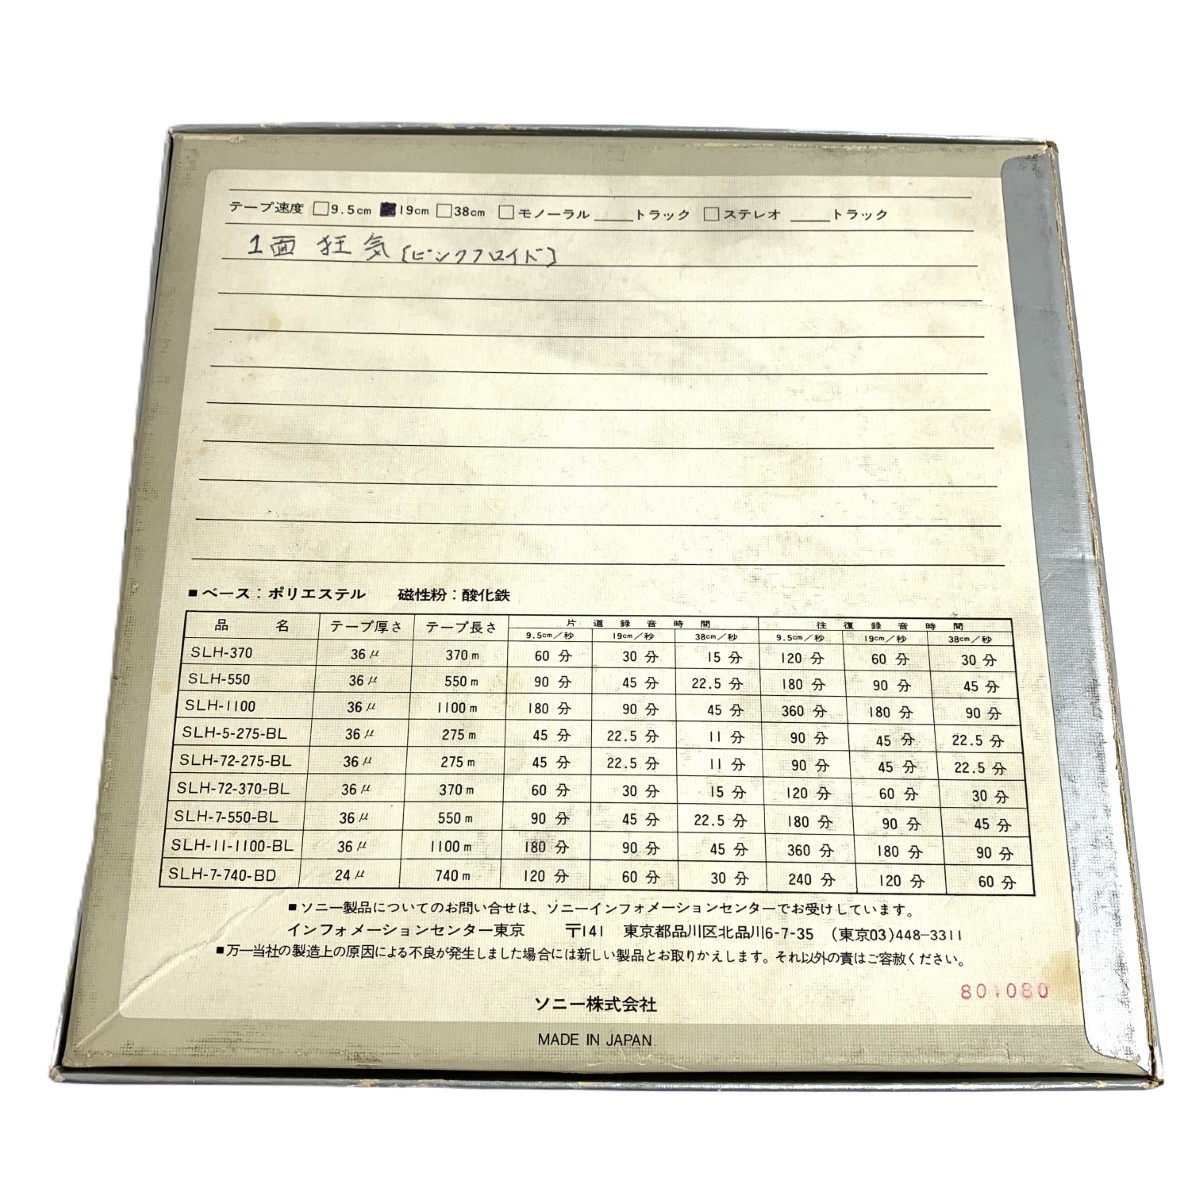 テープ速度 □9.5cm ■19cm □38cm □モノーラル____トラック □ステレオ ____トラック
1面 狂気〔ピンクフロイド〕
■ベース：ポリエステル 磁性粉：酸化鉄
品 名 テープ厚さ テープ長さ 片道録音時間 往復録音時間
9.5cm/秒 19cm/秒 38cm/秒 9.5cm/秒 19cm/秒 38cm/秒
SLH-370 36μ 370m 60分 30分 15分 120分 60分 30分
SLH-550 36μ 550m 90分 45分 22.5分 180分 90分 45分
SLH-1100 36μ 1100m 180分 90分 45分 360分 180分 90分
SLH-5-275-BL 36μ 275m 45分 22.5分 11分 90分 45分 22.5分
SLH-72-275-BL 36μ 275m 45分 22.5分 11分 90分 45分 22.5分
SLH-72-370-BL 36μ 370m 60分 30分 15分 120分 60分 30分
SLH-7-550-BL 36μ 550m 90分 45分 22.5分 180分 90分 45分
SLH-11-1100-BL 36μ 1100m 180分 90分 45分 360分 180分 90分
SLH-7-740-BD 24μ 740m 120分 60分 30分 240分 120分 60分
■ソニー製品についてのお問い合せは、ソニーインフォメーションセンターでお受けしています。
インフォメーションセンター東京 〒141 東京都品川区北品川6-7-35 (東京03)448-3311
■万一当社の製造上の原因による不良が発生しました場合には新しい製品とお取りかえします。それ以外の責はご容赦ください。
801080
ソニー株式会社
MADE IN JAPAN